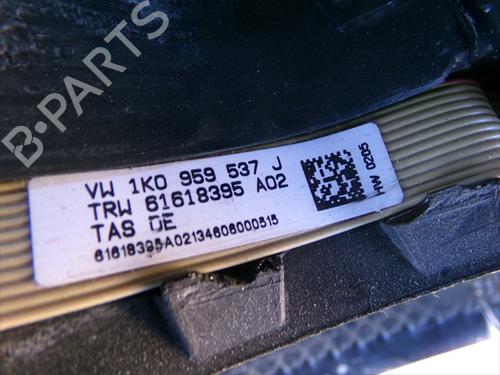 B-PARTS
VW 1K0 959 537 J
TRW 61618395 A02
TAS DE
61618395A02134606000515
HW 0205